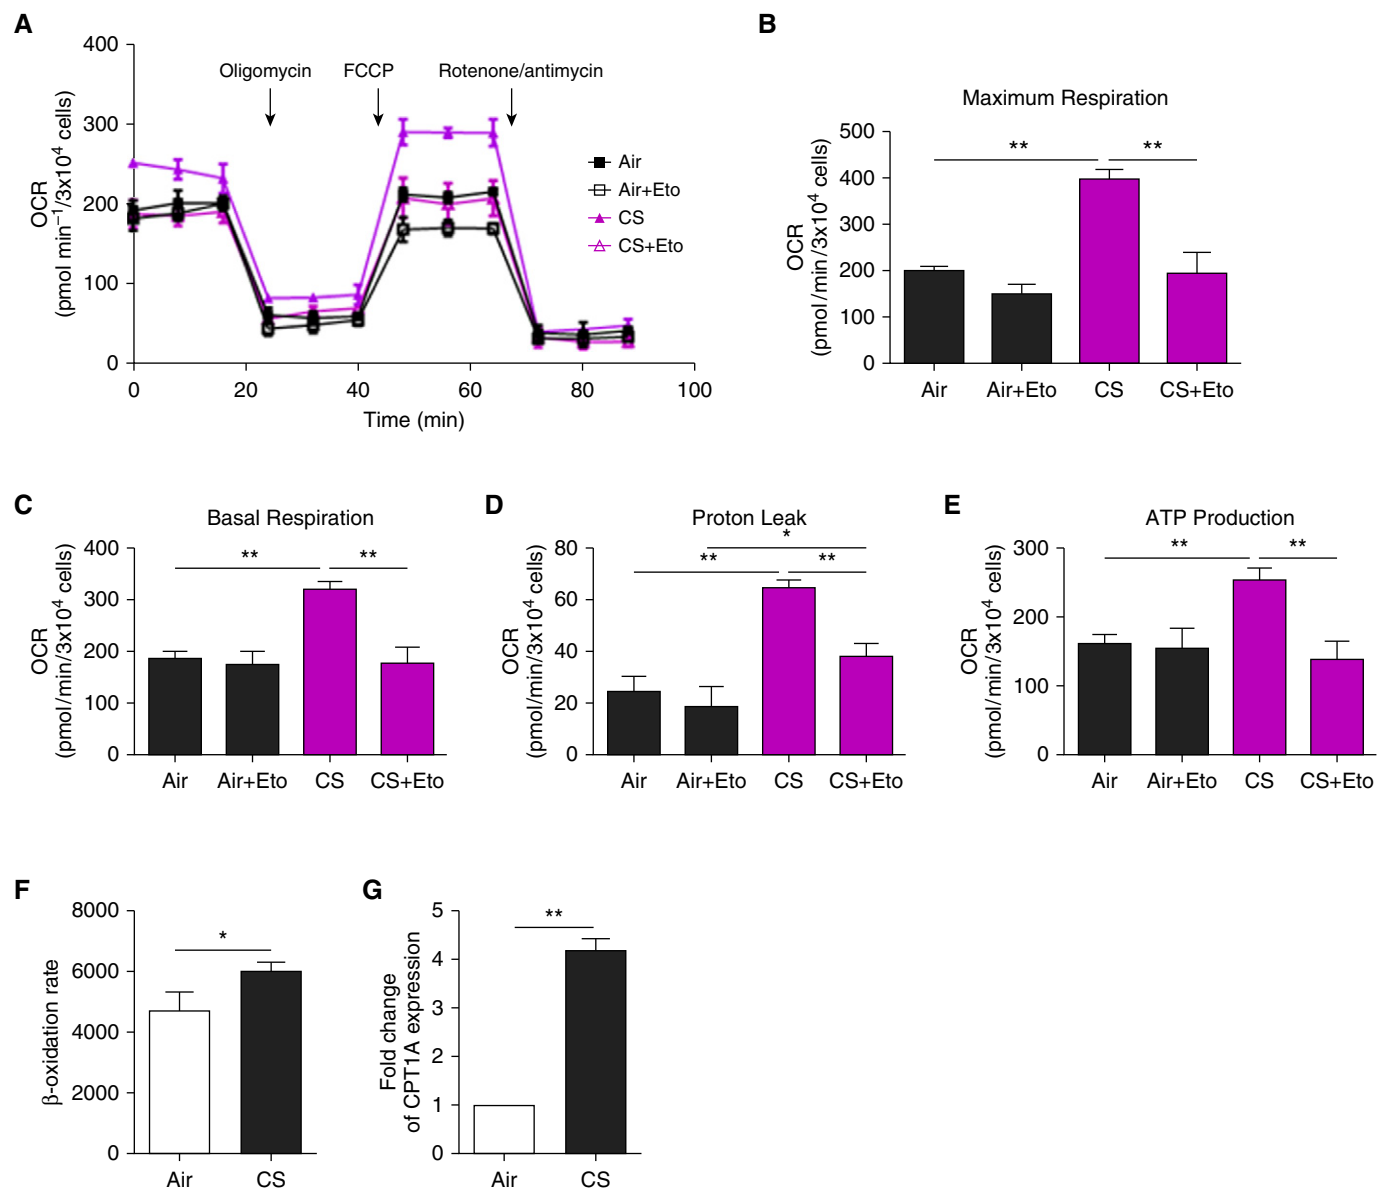 A
400
300
200
100
0
OCR
(pmol min⁻¹/3x10⁴ cells)
Oligomycin
FCCP
Rotenone/antimycin
Air
Air+Eto
CS
CS+Eto
0 20 40 60 80 100
Time (min)
B
Maximum Respiration
500
400
300
200
100
0
OCR
(pmol/min/3x10⁴ cells)
** **
Air Air+Eto CS CS+Eto
C
Basal Respiration
400
300
200
100
0
OCR
(pmol/min/3x10⁴ cells)
** **
Air Air+Eto CS CS+Eto
D
Proton Leak
80
60
40
20
0
OCR
(pmol/min/3x10⁴ cells)
*
** **
Air Air+Eto CS CS+Eto
E
ATP Production
300
200
100
0
OCR
(pmol/min/3x10⁴ cells)
** **
Air Air+Eto CS CS+Eto
F
8000
6000
4000
2000
0
β-oxidation rate
*
Air CS
G
5
4
3
2
1
0
Fold change
of CPT1A expression
**
Air CS